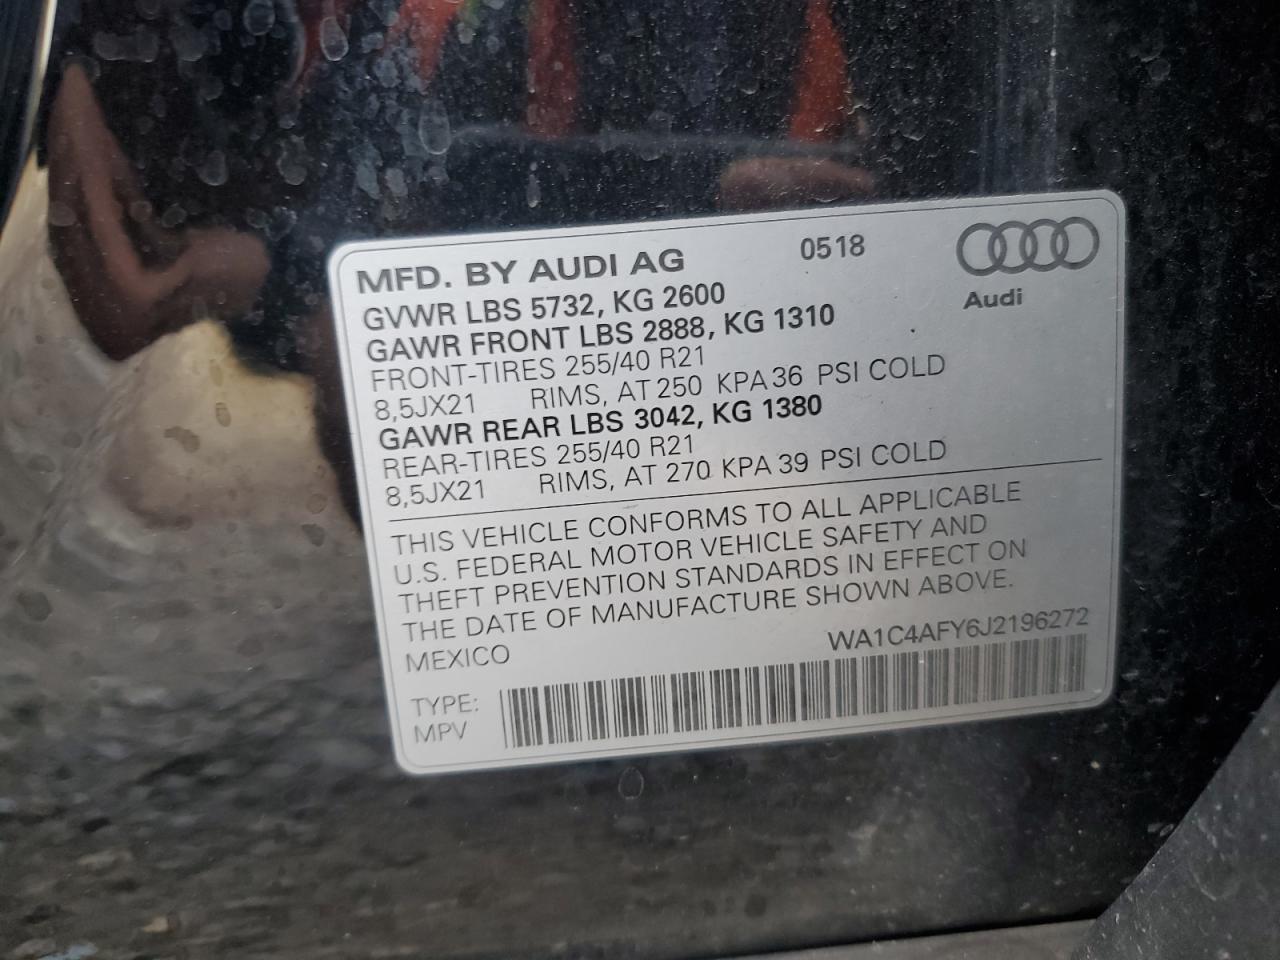 MFD. BY AUDI AG 0518
Audi
GVWR LBS 5732, KG 2600
GAWR FRONT LBS 2888, KG 1310
FRONT-TIRES 255/40 R21
8,5JX21 RIMS, AT 250 KPA 36 PSI COLD
GAWR REAR LBS 3042, KG 1380
REAR-TIRES 255/40 R21
8,5JX21 RIMS, AT 270 KPA 39 PSI COLD
THIS VEHICLE CONFORMS TO ALL APPLICABLE
U.S. FEDERAL MOTOR VEHICLE SAFETY AND
THEFT PREVENTION STANDARDS IN EFFECT ON
THE DATE OF MANUFACTURE SHOWN ABOVE.
MEXICO WA1C4AFY6J2196272
TYPE:
MPV